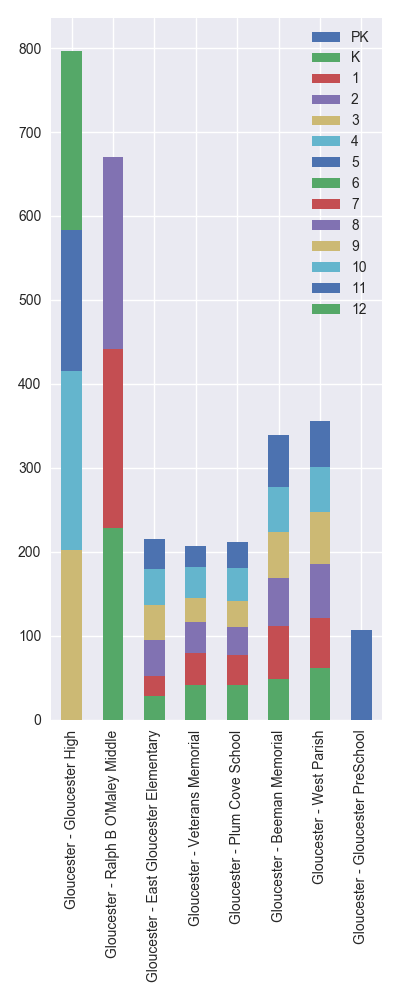 800
700
600
500
400
300
200
100
0
PK
K
1
2
3
4
5
6
7
8
9
10
11
12
Gloucester - Gloucester High
Gloucester - Ralph B O'Maley Middle
Gloucester - East Gloucester Elementary
Gloucester - Veterans Memorial
Gloucester - Plum Cove School
Gloucester - Beeman Memorial
Gloucester - West Parish
Gloucester - Gloucester PreSchool